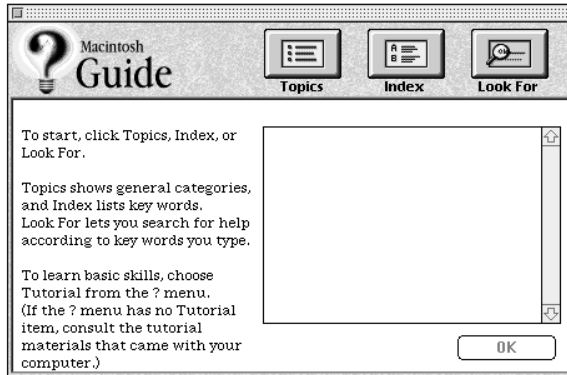 Macintosh
Guide
Topics
Index
Look For
To start, click Topics, Index, or
Look For.
Topics shows general categories,
and Index lists key words.
Look For lets you search for help
according to key words you type.
To learn basic skills, choose
Tutorial from the ? menu.
(If the ? menu has no Tutorial
item, consult the tutorial
materials that came with your
computer.)
OK